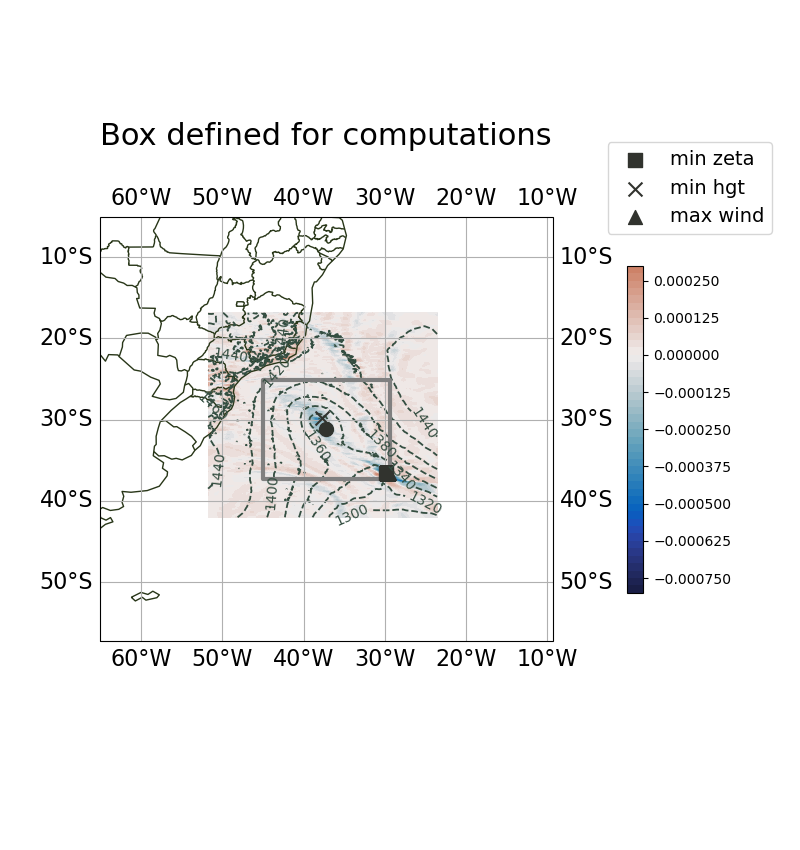 Box defined for computations
min zeta
min hgt
max wind
60°W 50°W 40°W 30°W 20°W 10°W
10°S 10°S
20°S 20°S
30°S 30°S
40°S 40°S
50°S 50°S
60°W 50°W 40°W 30°W 20°W 10°W
1440
1420
1440
1380
1360
1440
1400
1320
1300
0.000250
0.000125
0.000000
−0.000125
−0.000250
−0.000375
−0.000500
−0.000625
−0.000750